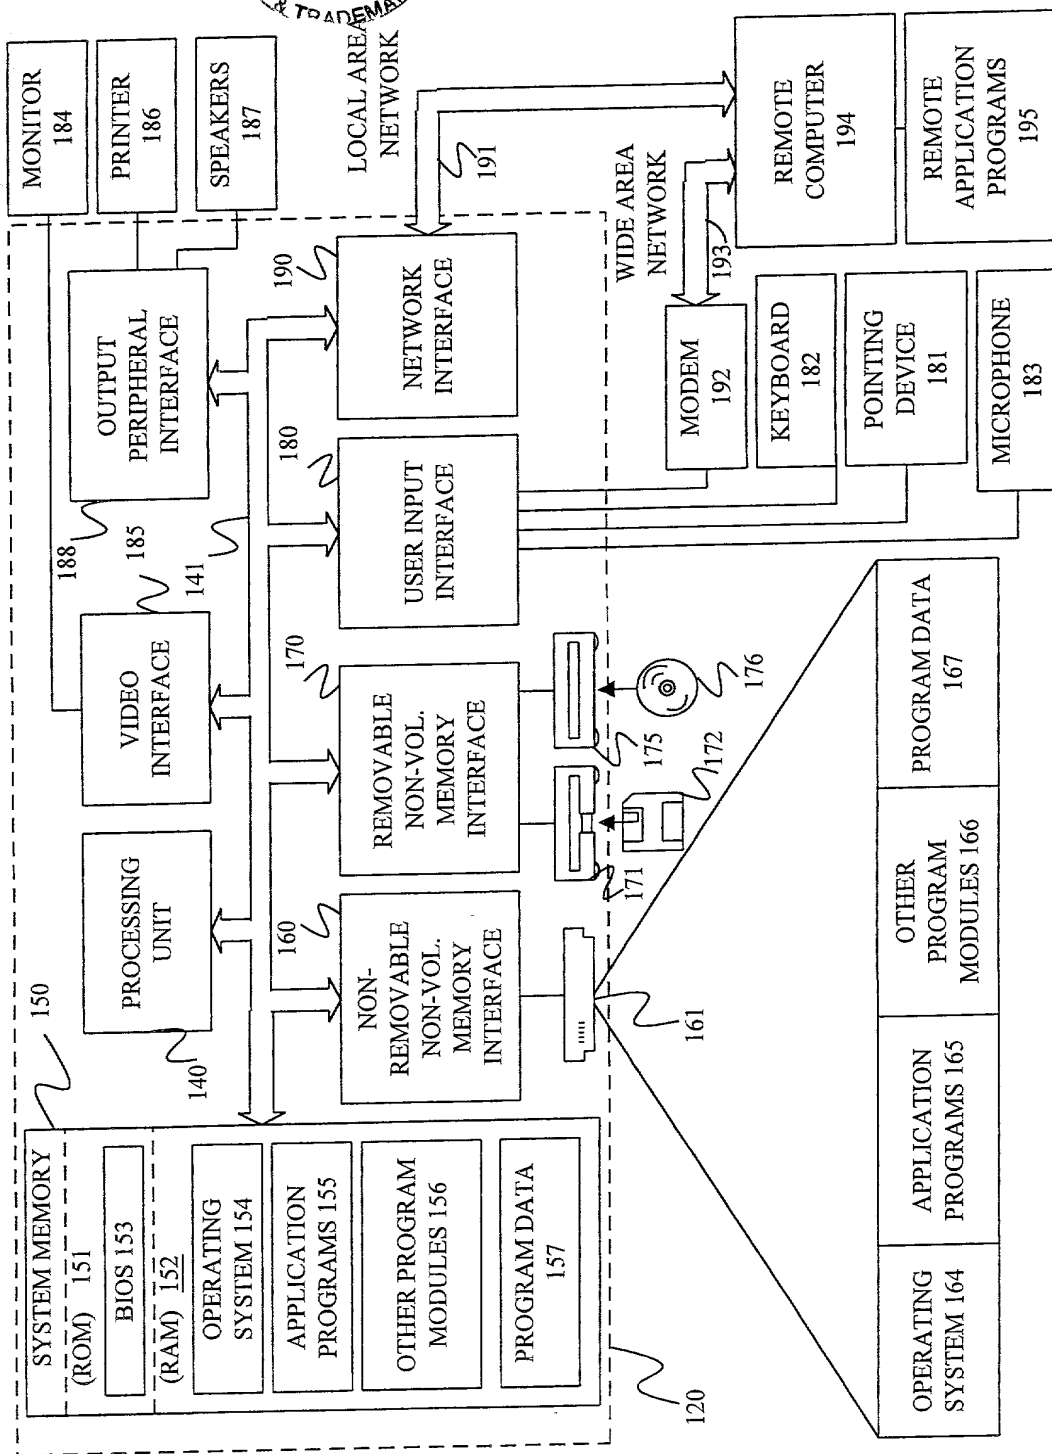 & TRADEMA
SYSTEM MEMORY
(ROM) 151
BIOS 153
(RAM) 152
OPERATING
SYSTEM 154
APPLICATION
PROGRAMS 155
OTHER PROGRAM
MODULES 156
PROGRAM DATA
157
150
PROCESSING
UNIT
140
VIDEO
INTERFACE
185
188
OUTPUT
PERIPHERAL
INTERFACE
141
MONITOR
184
PRINTER
186
SPEAKERS
187
160
NON-
REMOVABLE
NON-VOL.
MEMORY
INTERFACE
170
REMOVABLE
NON-VOL.
MEMORY
INTERFACE
180
USER INPUT
INTERFACE
190
NETWORK
INTERFACE
LOCAL AREA
NETWORK
191
120
161
171
172
175
176
WIDE AREA
NETWORK
193
MODEM
192
KEYBOARD
182
POINTING
DEVICE
181
MICROPHONE
183
REMOTE
COMPUTER
194
REMOTE
APPLICATION
PROGRAMS
195
OPERATING
SYSTEM 164
APPLICATION
PROGRAMS 165
OTHER
PROGRAM
MODULES 166
PROGRAM DATA
167